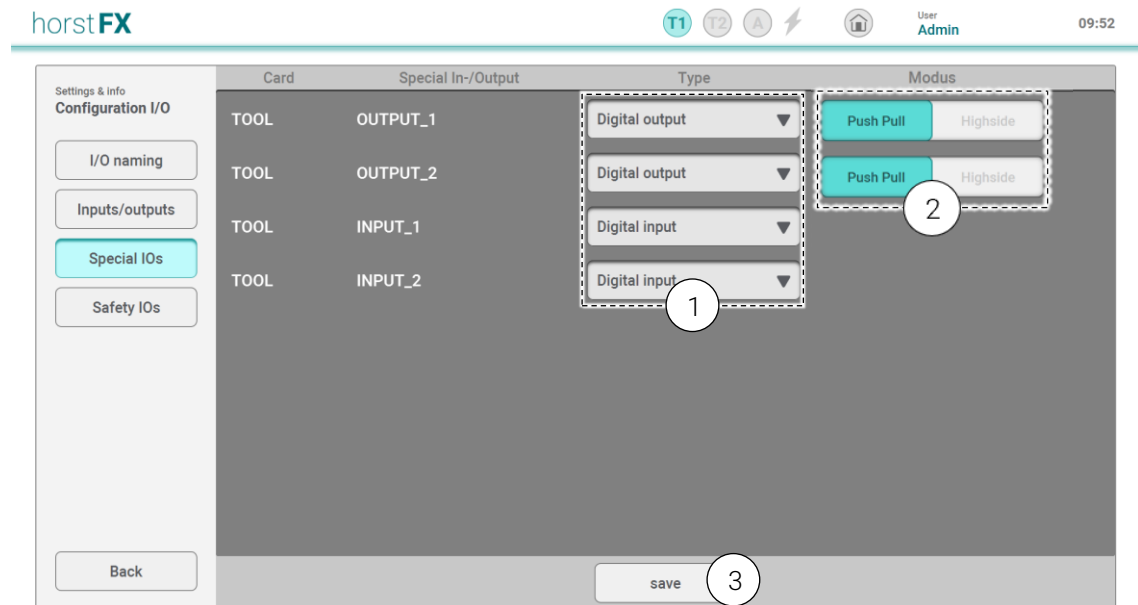 horstFX T1 T2 A User 09:52
Admin
Settings & info
Configuration I/O
I/O naming
Inputs/outputs
Special IOs
Safety IOs
Back
Card Special In-/Output Type Modus
TOOL OUTPUT_1 Digital output Push Pull Highside
TOOL OUTPUT_2 Digital output Push Pull Highside
2
TOOL INPUT_1 Digital input
TOOL INPUT_2 Digital input
1
save 3